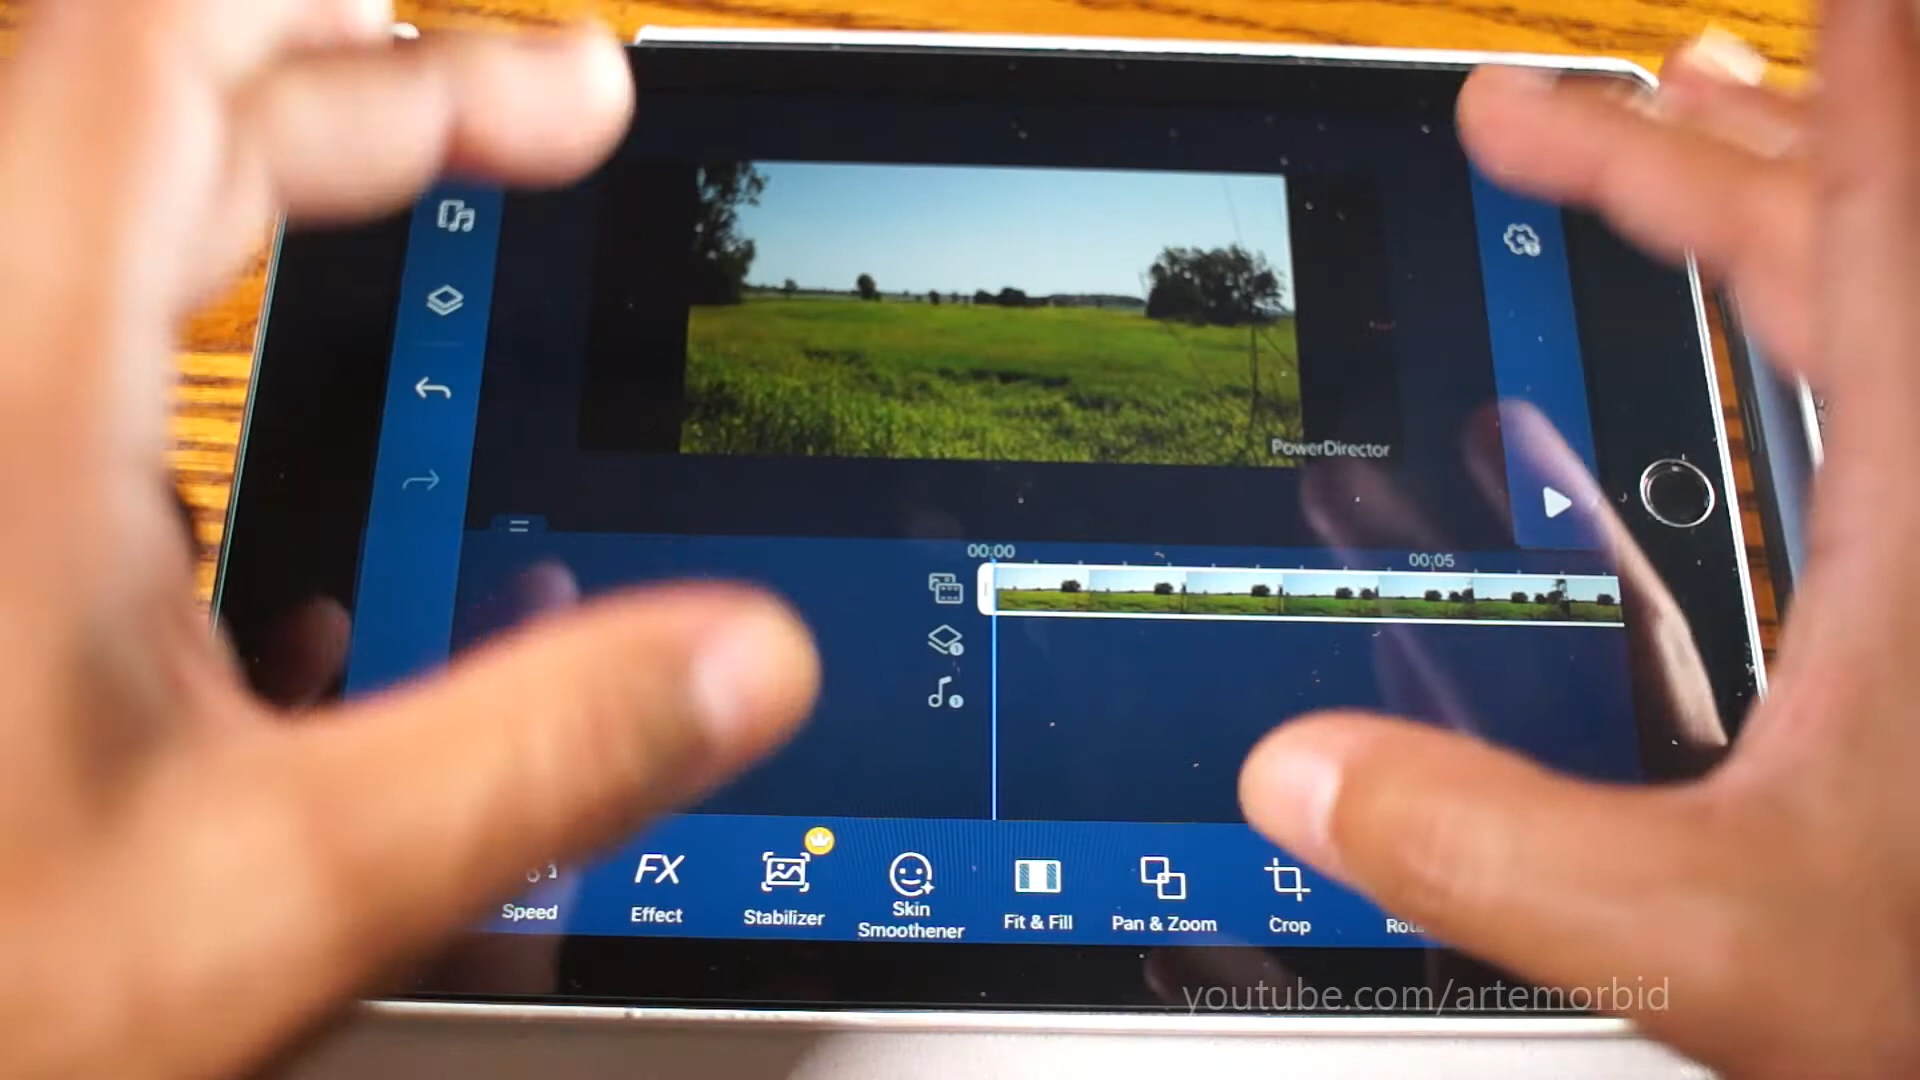 PowerDirector
00:00
00:05
Speed
FX
Effect
Stabilizer
Skin
Smoothener
Fit & Fill
Pan & Zoom
Crop
youtube.com/artemorbid